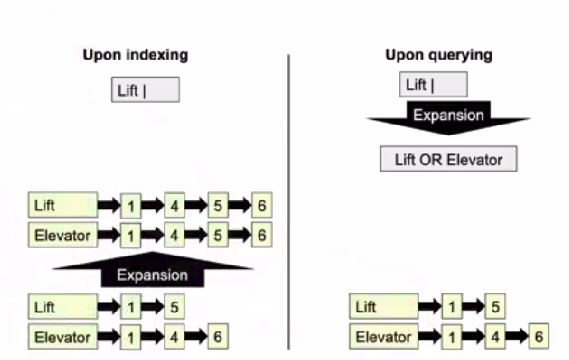 Upon indexing
Lift |
Lift 1 4 5 6
Elevator 1 4 5 6
Expansion
Lift 1 5
Elevator 1 4 6
Upon querying
Lift |
Expansion
Lift OR Elevator
Lift 1 5
Elevator 1 4 6